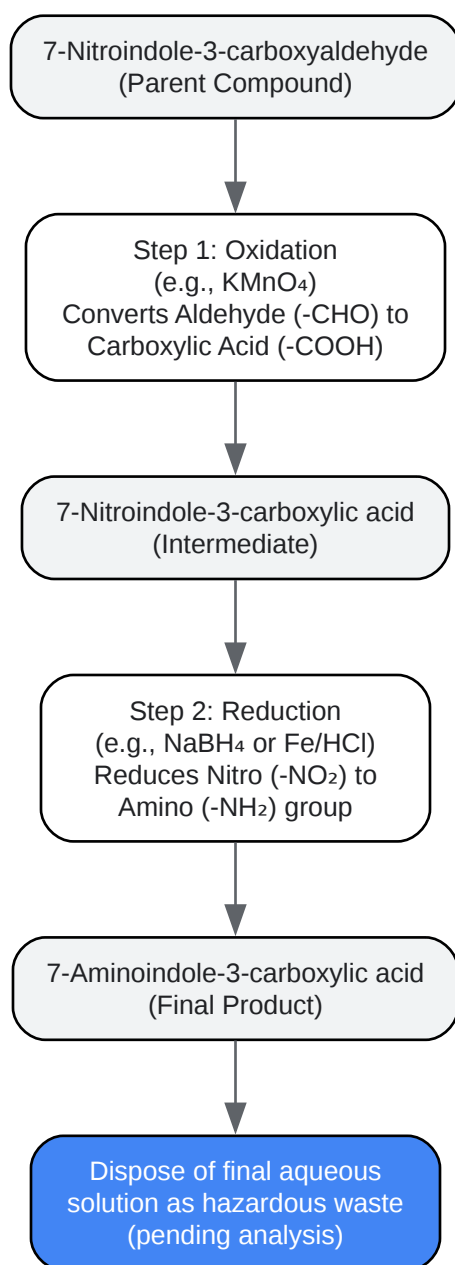 7-Nitroindole-3-carboxyaldehyde
(Parent Compound)
Step 1: Oxidation
(e.g., KMnO₄)
Converts Aldehyde (-CHO) to
Carboxylic Acid (-COOH)
7-Nitroindole-3-carboxylic acid
(Intermediate)
Step 2: Reduction
(e.g., NaBH₄ or Fe/HCl)
Reduces Nitro (-NO₂) to
Amino (-NH₂) group
7-Aminoindole-3-carboxylic acid
(Final Product)
Dispose of final aqueous
solution as hazardous waste
(pending analysis)